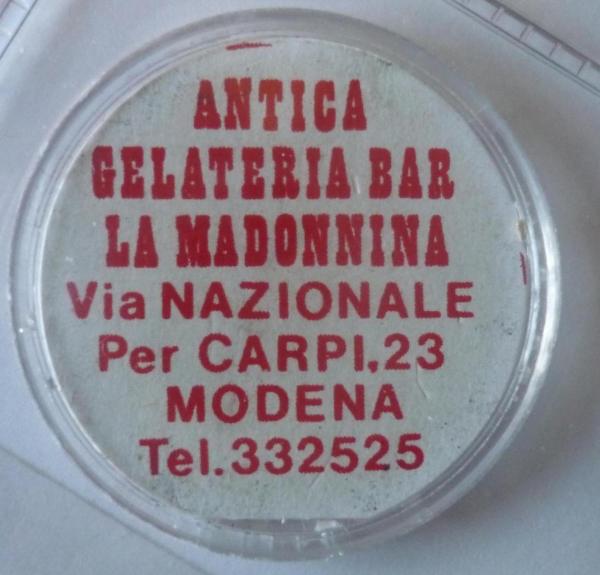 ANTICA
GELATERIA BAR
LA MADONNINA
Via NAZIONALE
Per CARPI,23
MODENA
Tel.332525